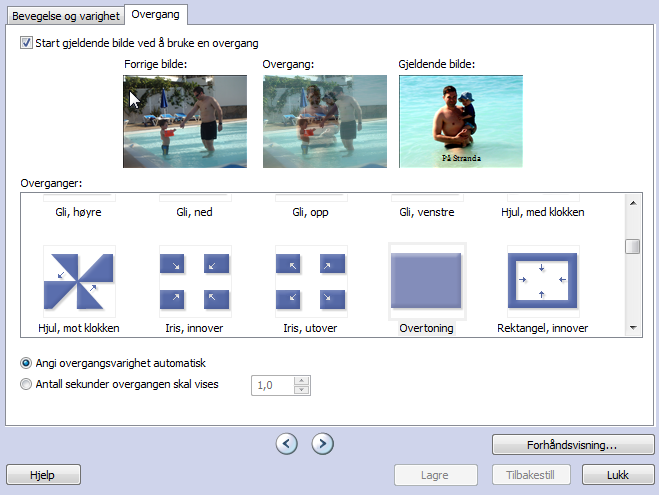 Bevegelse og varighet Overgang
Start gjeldende bilde ved å bruke en overgang
Forrige bilde: Overgang: Gjeldende bilde:
På Stranda
Overganger:
Gli, høyre Gli, ned Gli, opp Gli, venstre Hjul, med klokken
Hjul, mot klokken Iris, innover Iris, utover Overtoning Rektangel, innover
Angi overgangsvarighet automatisk
Antall sekunder overgangen skal vises 1,0
Forhåndsvisning...
Hjelp Lagre Tilbakestill Lukk